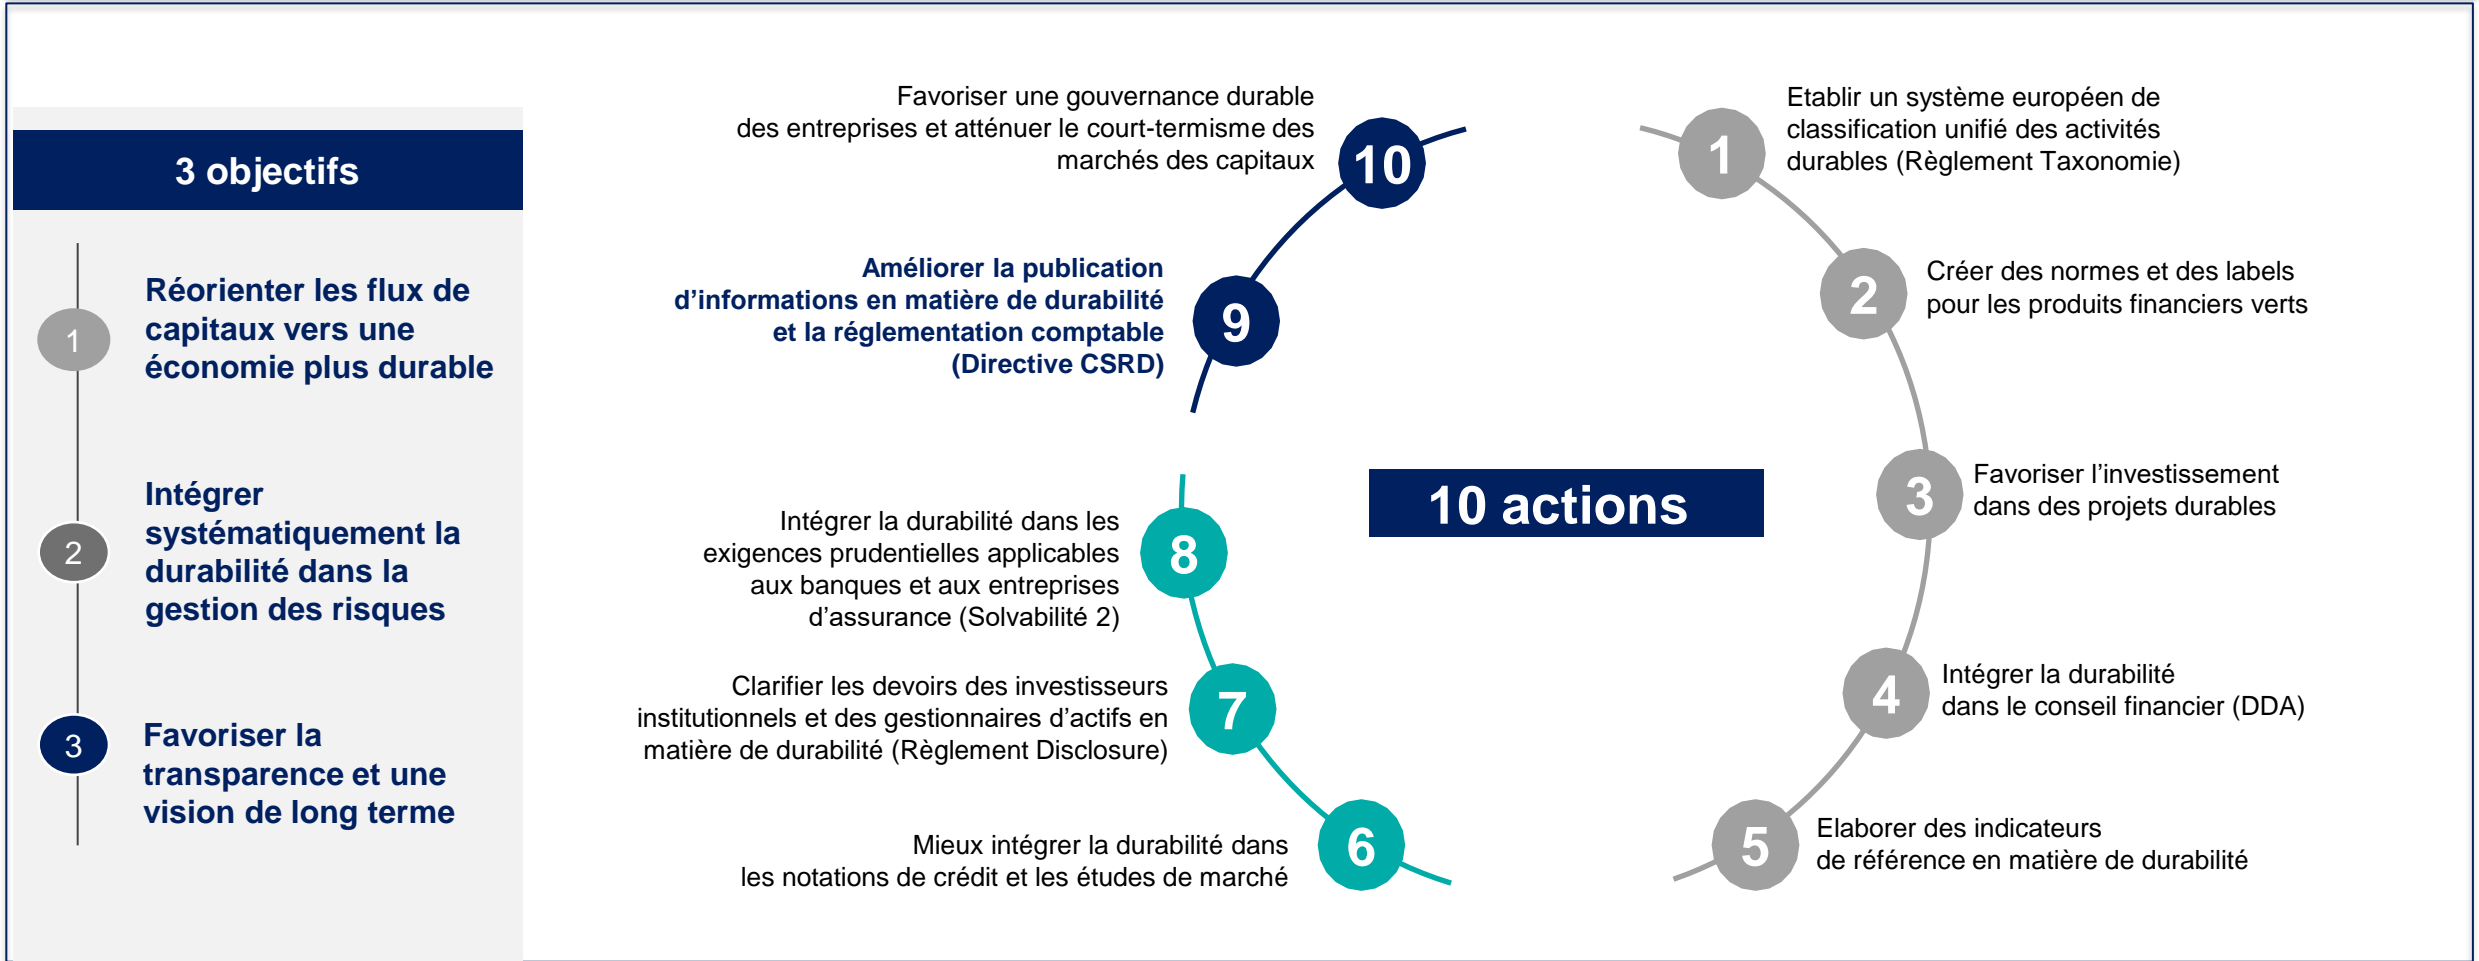 3 objectifs
1
Réorienter les flux de
capitaux vers une
économie plus durable
2
Intégrer
systématiquement la
durabilité dans la
gestion des risques
3
Favoriser la
transparence et une
vision de long terme
10 actions
1
Etablir un système européen de
classification unifié des activités
durables (Règlement Taxonomie)
2
Créer des normes et des labels
pour les produits financiers verts
3
Favoriser l’investissement
dans des projets durables
4
Intégrer la durabilité
dans le conseil financier (DDA)
5
Elaborer des indicateurs
de référence en matière de durabilité
6
Mieux intégrer la durabilité dans
les notations de crédit et les études de marché
7
Clarifier les devoirs des investisseurs
institutionnels et des gestionnaires d’actifs en
matière de durabilité (Règlement Disclosure)
8
Intégrer la durabilité dans les
exigences prudentielles applicables
aux banques et aux entreprises
d’assurance (Solvabilité 2)
9
Améliorer la publication
d’informations en matière de durabilité
et la réglementation comptable
(Directive CSRD)
10
Favoriser une gouvernance durable
des entreprises et atténuer le court-termisme des
marchés des capitaux